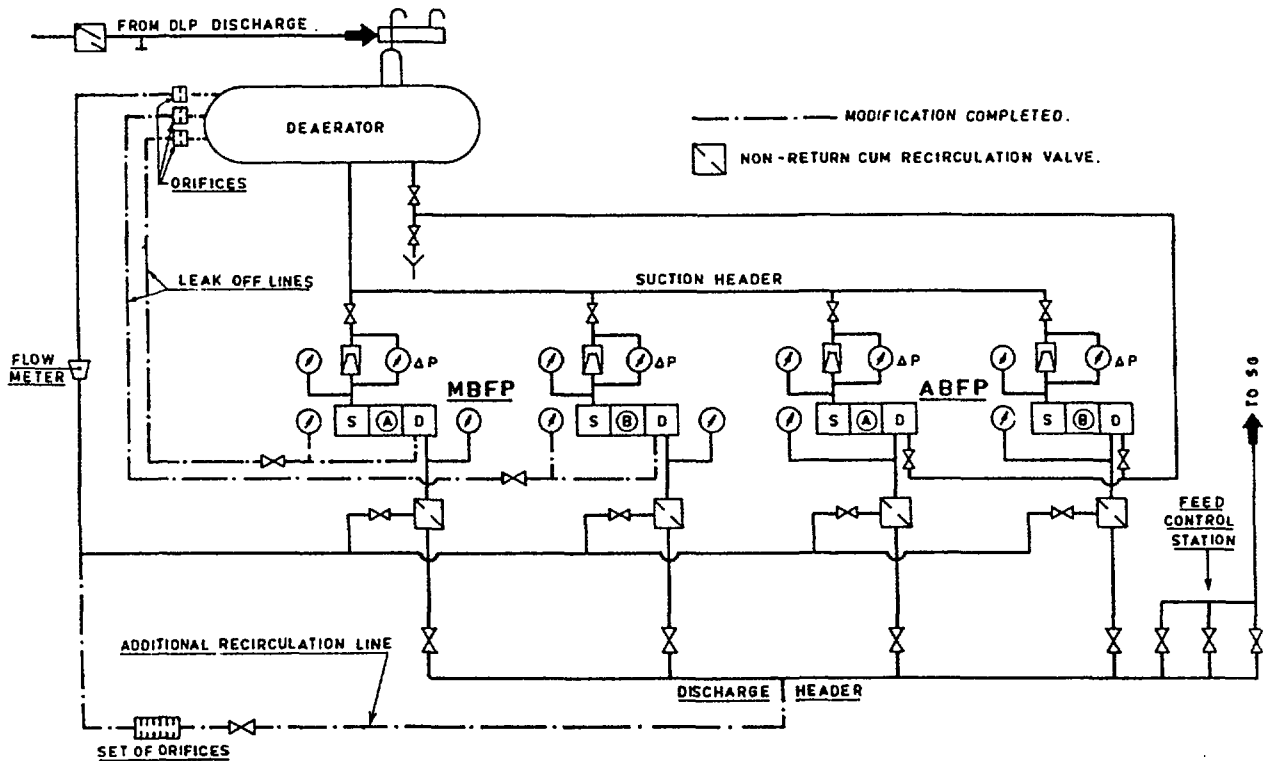 FROM DLP DISCHARGE.
DEAERATOR
MODIFICATION COMPLETED.
NON-RETURN CUM RECIRCULATION VALVE.
ORIFICES
LEAK OFF LINES
SUCTION HEADER
FLOW
METER
ΔP
ΔP
ΔP
ΔP
MBFP
ABFP
TO SG
S A D
S B D
S A D
S B D
FEED
CONTROL
STATION
ADDITIONAL RECIRCULATION LINE
DISCHARGE HEADER
SET OF ORIFICES